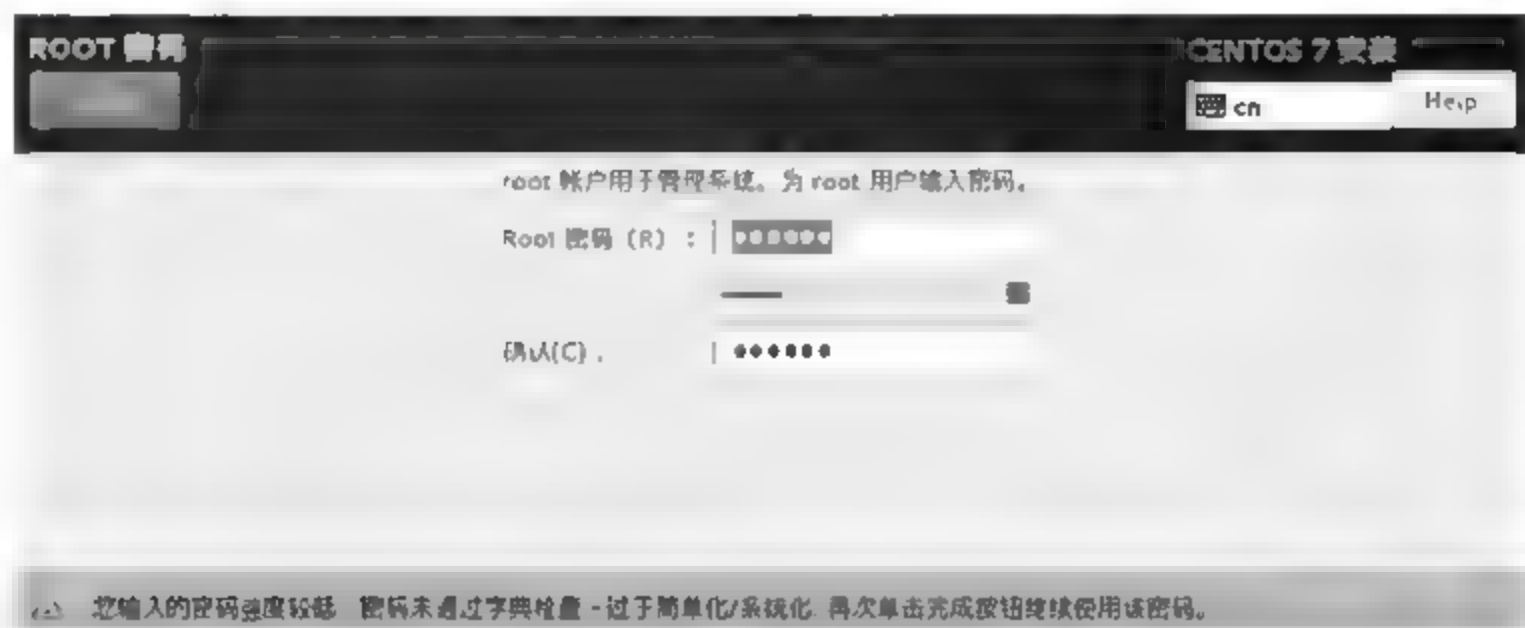 ROOT 密码
CENTOS 7 安装
cn
Help
root 帐户用于管理系统。为 root 用户输入密码。
Root 密码（R）：
●●●●●●
确认(C)：
●●●●●●
您输入的密码强度较低 密码未通过字典检查 - 过于简单化/系统化 再次单击完成按钮继续使用该密码。